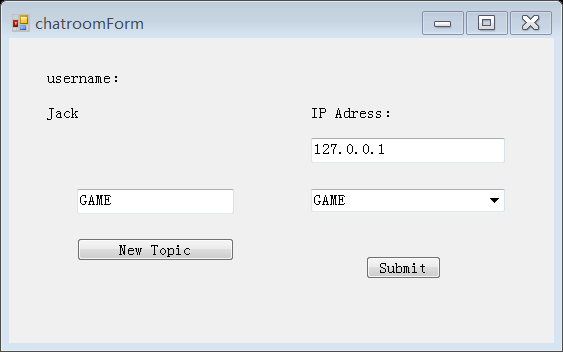 chatroomForm
username:
Jack
IP Adress:
127.0.0.1
GAME
GAME
New Topic
Submit